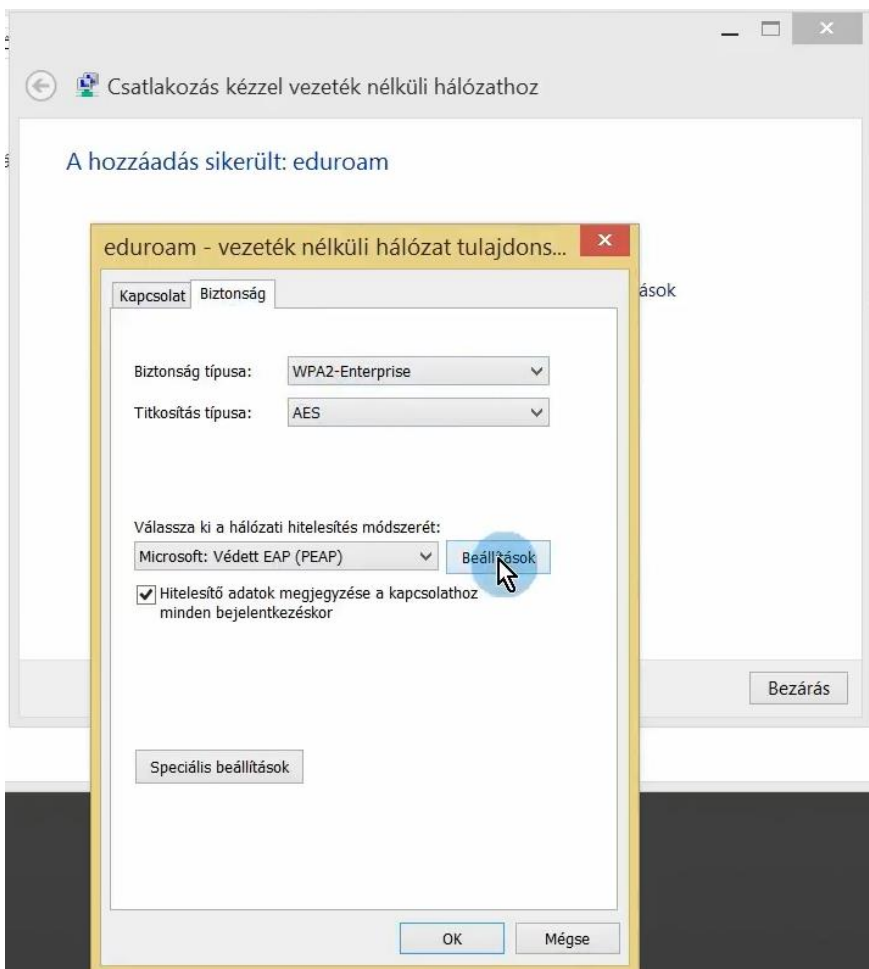 Csatlakozás kézzel vezeték nélküli hálózathoz
A hozzáadás sikerült: eduroam
eduroam - vezeték nélküli hálózat tulajdons...
Kapcsolat Biztonság
ások
Biztonság típusa: WPA2-Enterprise
Titkosítás típusa: AES
Válassza ki a hálózati hitelesítés módszerét:
Microsoft: Védett EAP (PEAP) Beállítások
Hitelesítő adatok megjegyzése a kapcsolathoz
minden bejelentkezéskor
Bezárás
Speciális beállítások
OK Mégse